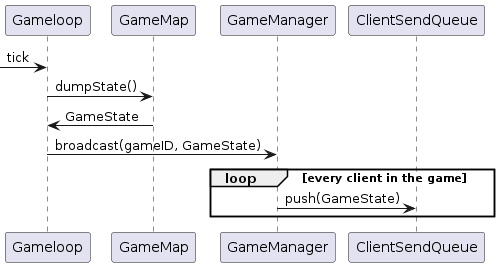 Gameloop GameMap GameManager ClientSendQueue
tick
dumpState()
GameState
broadcast(gameID, GameState)
loop [every client in the game]
push(GameState)
Gameloop GameMap GameManager ClientSendQueue